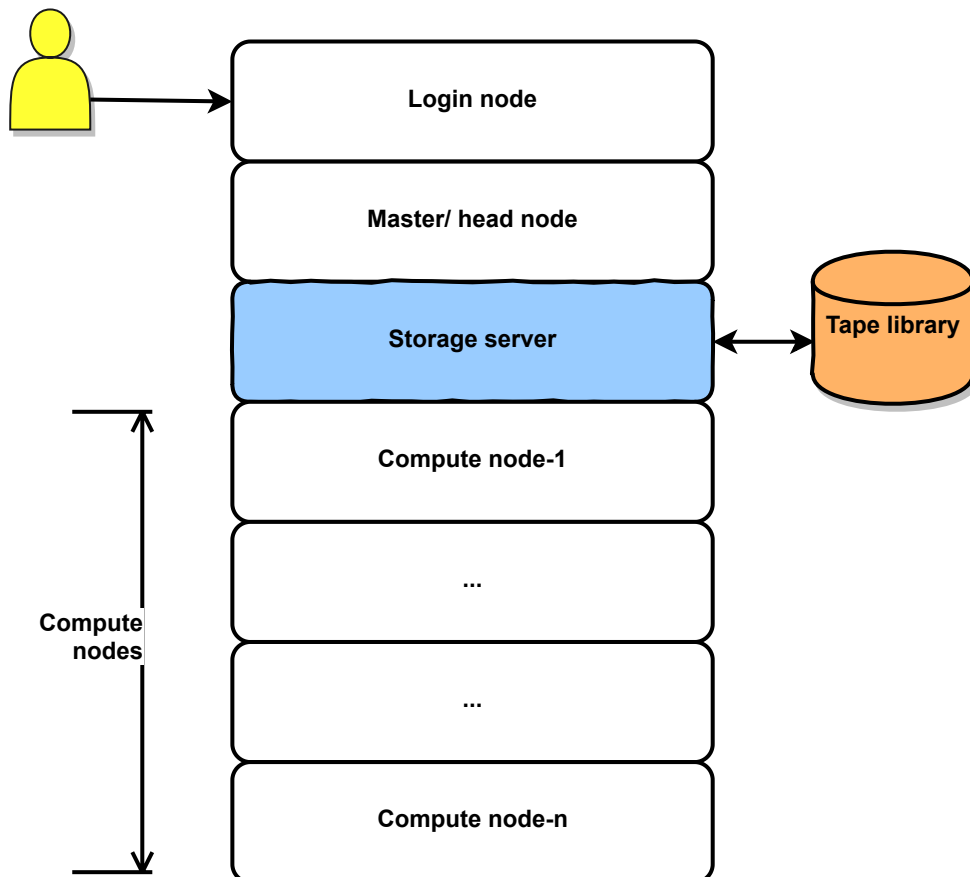 Login node
Master/ head node
Storage server
Tape library
Compute node-1
...
Compute
nodes
...
Compute node-n